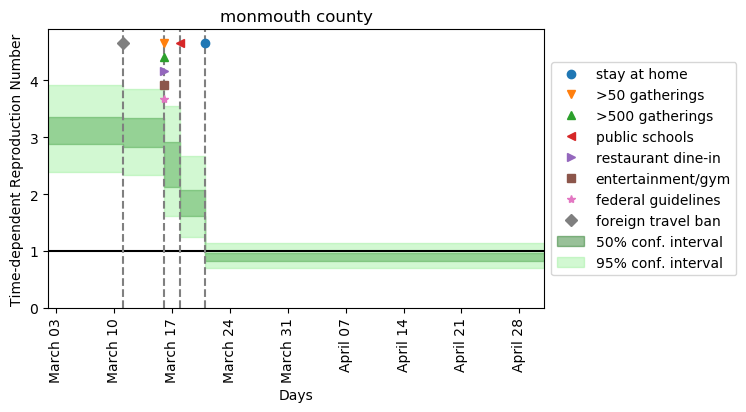 monmouth county
Time-dependent Reproduction Number
4
3
2
1
0
March 03
March 10
March 17
March 24
March 31
April 07
April 14
April 21
April 28
Days
stay at home
>50 gatherings
>500 gatherings
public schools
restaurant dine-in
entertainment/gym
federal guidelines
foreign travel ban
50% conf. interval
95% conf. interval